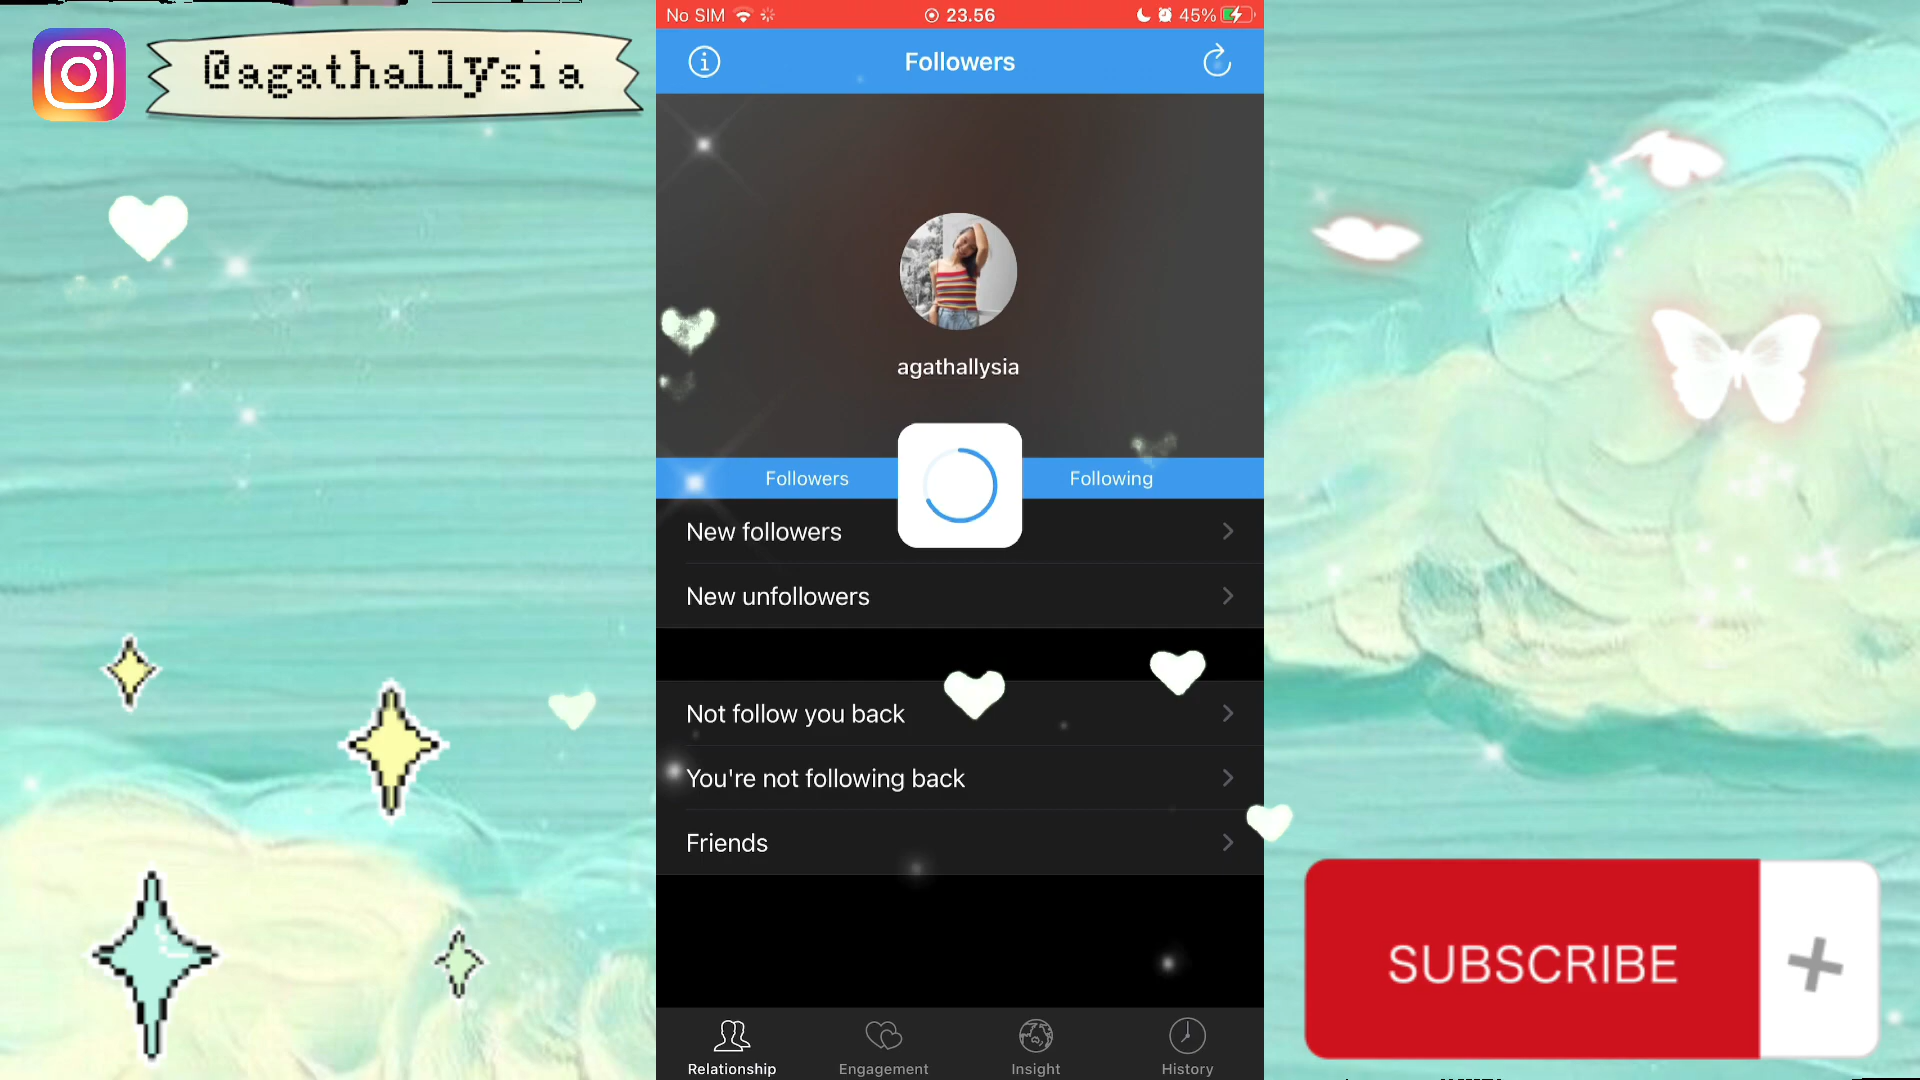 @agathallysia
No SIM
23.56
45%
Followers
agathallysia
Followers
Following
New followers
New unfollowers
Not follow you back
You're not following back
Friends
Relationship
Engagement
Insight
History
SUBSCRIBE